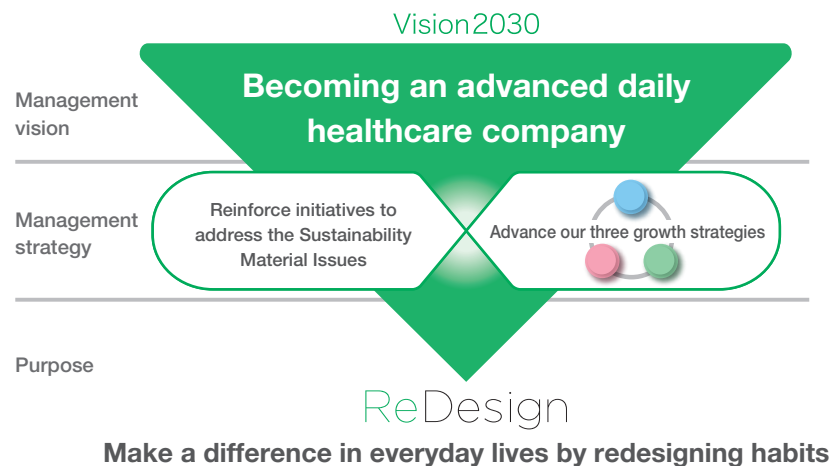 Vision2030
Becoming an advanced daily
healthcare company
Management
vision
Management
strategy
Reinforce initiatives to
address the Sustainability
Material Issues
Advance our three growth strategies
Purpose
ReDesign
Make a difference in everyday lives by redesigning habits